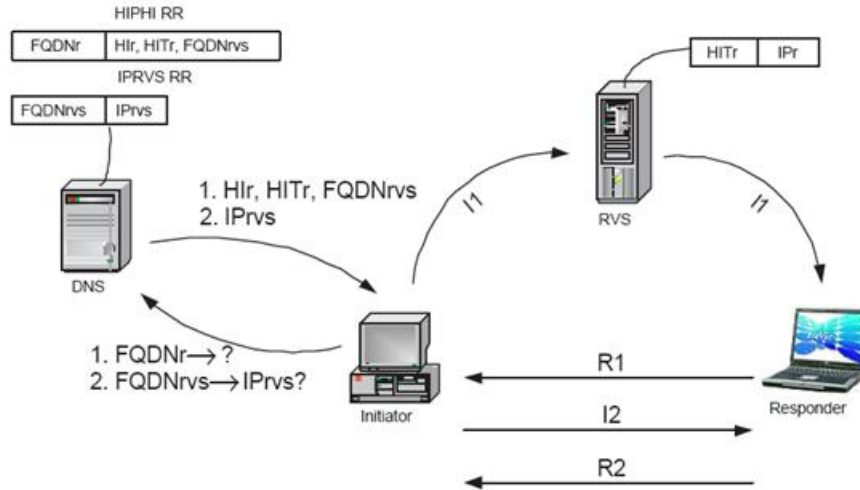 HIPHI RR
FQDNr
HIr, HITr, FQDNrvs
IPRVS RR
FQDNrvs
IPrvs
HITr
IPr
1. HIr, HITr, FQDNrvs
2. IPrvs
DNS
I1
RVS
I1
1. FQDNr→?
2. FQDNrvs→IPrvs?
Initiator
R1
I2
R2
Responder